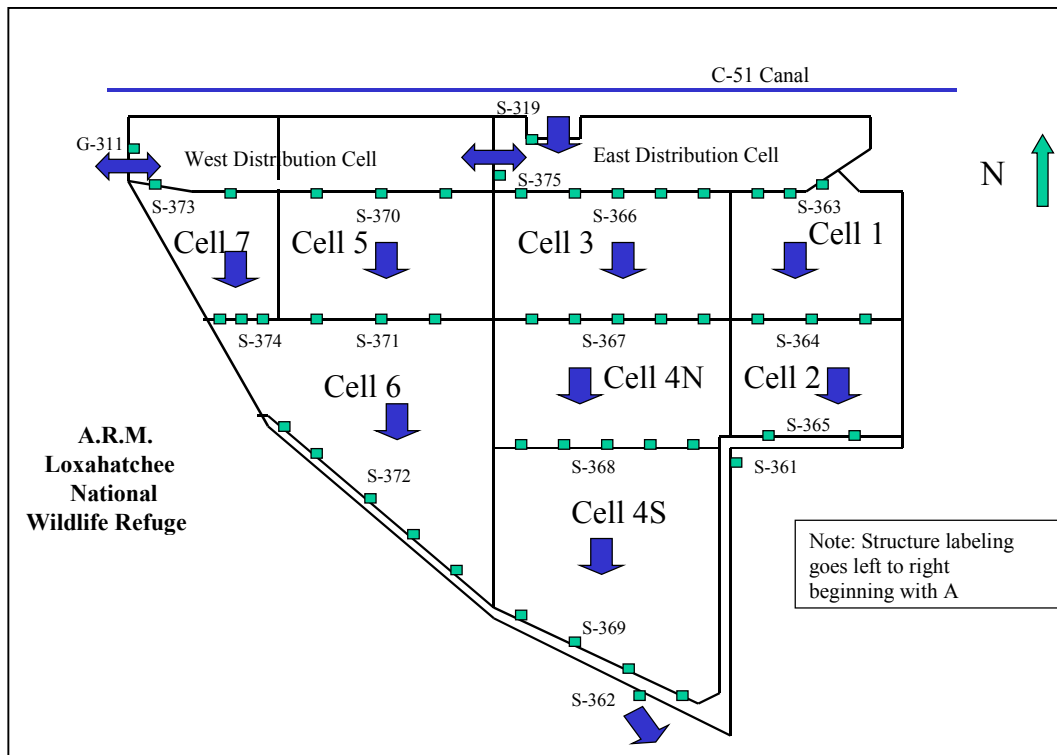 C-51 Canal
S-319
G-311
West Distribution Cell
East Distribution Cell
N
S-373
S-375
S-370
S-366
S-363
Cell 7
Cell 5
Cell 3
Cell 1
S-374
S-371
S-367
S-364
Cell 6
Cell 4N
Cell 2
A.R.M.
Loxahatchee
National
Wildlife Refuge
S-365
S-372
S-368
S-361
Cell 4S
Note: Structure labeling
goes left to right
beginning with A
S-369
S-362